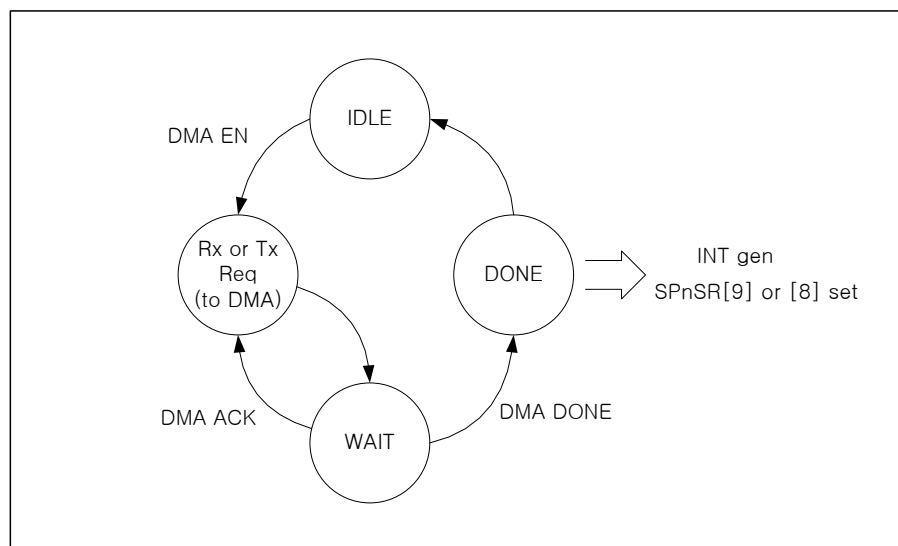 IDLE
DMA EN
Rx or Tx
Req
(to DMA)
DONE
INT gen
SPnSR[9] or [8] set
DMA ACK
DMA DONE
WAIT